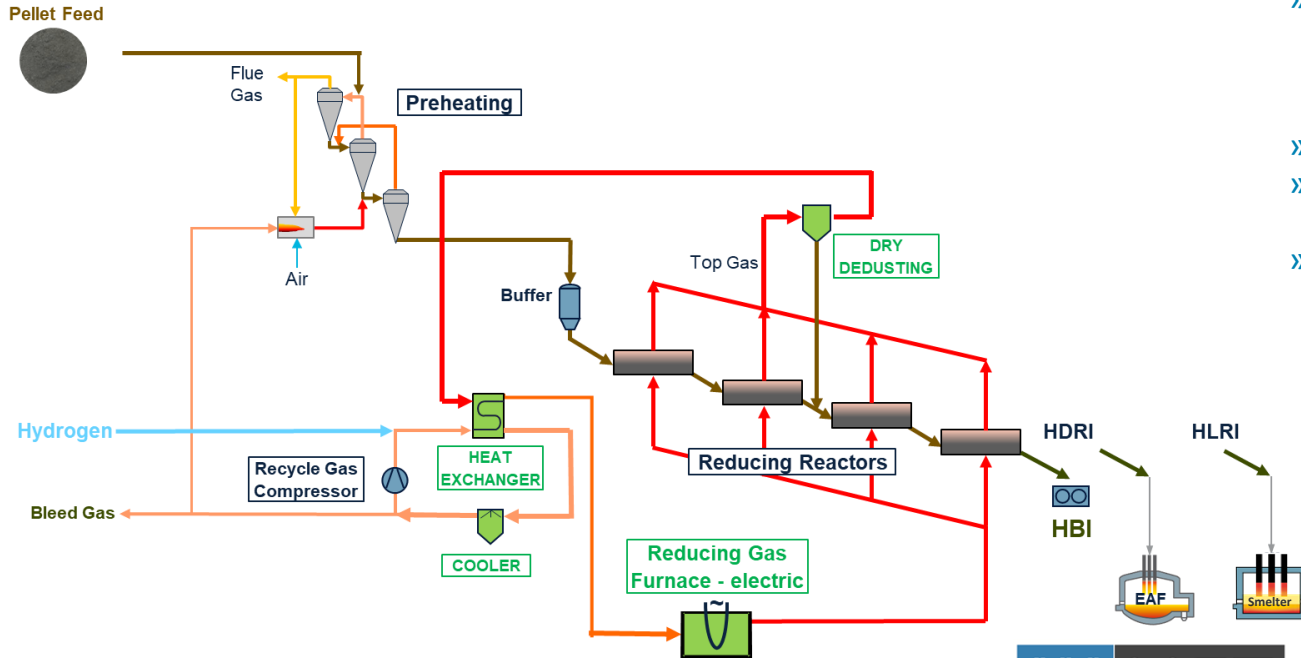 Pellet Feed
Flue
Gas
Preheating
Air
Buffer
Top Gas
DRY
DEDUSTING
Hydrogen
Recycle Gas
Compressor
HEAT
EXCHANGER
Reducing Reactors
HDRI
HLRI
Bleed Gas
COOLER
HBI
Reducing Gas
Furnace - electric
~
EAF
Smelter
»
»
»
»